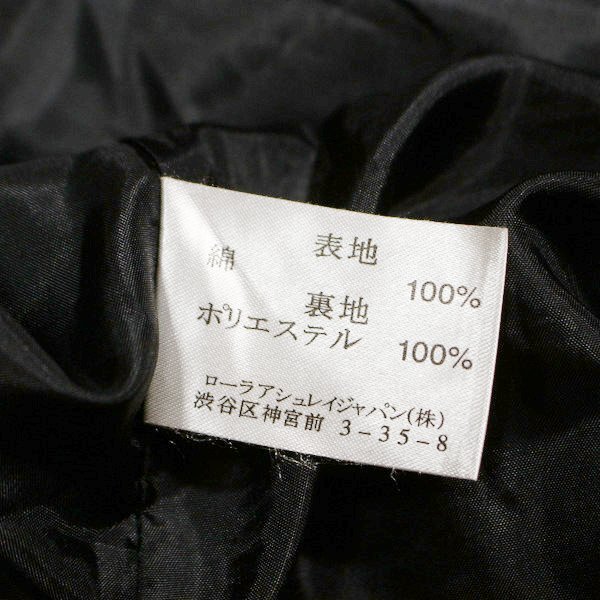 表地
綿 100%
裏地
ポリエステル 100%
ローラアシュレイジャパン(株)
渋谷区神宮前 3-35-8